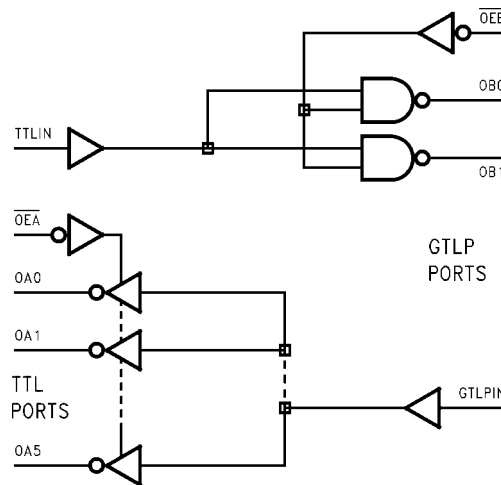 OEB
OB0
TTLIN
OB1
OEA
OA0
GTLP
PORTS
OA1
TTL
PORTS
GTLPIN
OA5